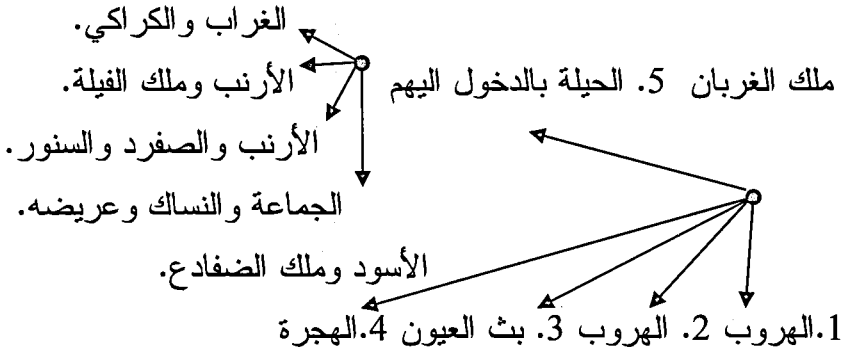 الغراب والكراكي.
الأرنب وملك الفيلة.
ملك الغربان 5. الحيلة بالدخول اليهم
الأرنب والصفرد والسنور.
الجماعة والنساك وعريضه.
الأسود وملك الضفادع.
1.الهروب 2. الهروب 3. بث العيون 4.الهجرة